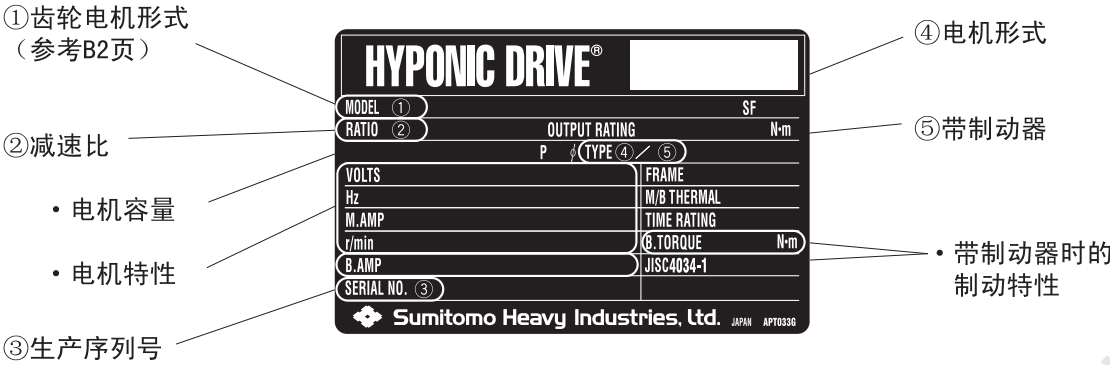 ①齿轮电机形式
（参考B2页）
②减速比
・电机容量
・电机特性
③生产序列号
HYPONIC DRIVE®
MODEL ① SF
RATIO ② OUTPUT RATING N·m
P ϕ TYPE ④ / ⑤
VOLTS FRAME
Hz M/B THERMAL
M.AMP TIME RATING
r/min B.TORQUE N·m
B.AMP JISC4034-1
SERIAL NO. ③
Sumitomo Heavy Industries, Ltd. JAPAN APT033G
④电机形式
⑤带制动器
・带制动器时的
制动特性